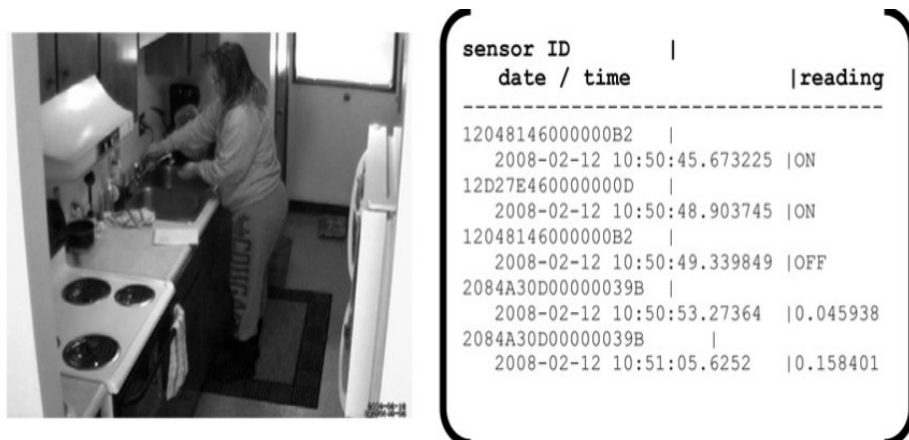 sensor ID |
date / time |reading
-----------------------------------
12048146000000B2 |
2008-02-12 10:50:45.673225 |ON
12D27E460000000D |
2008-02-12 10:50:48.903745 |ON
12048146000000B2 |
2008-02-12 10:50:49.339849 |OFF
2084A30D00000039B |
2008-02-12 10:50:53.27364 |0.045938
2084A30D00000039B |
2008-02-12 10:51:05.6252 |0.158401